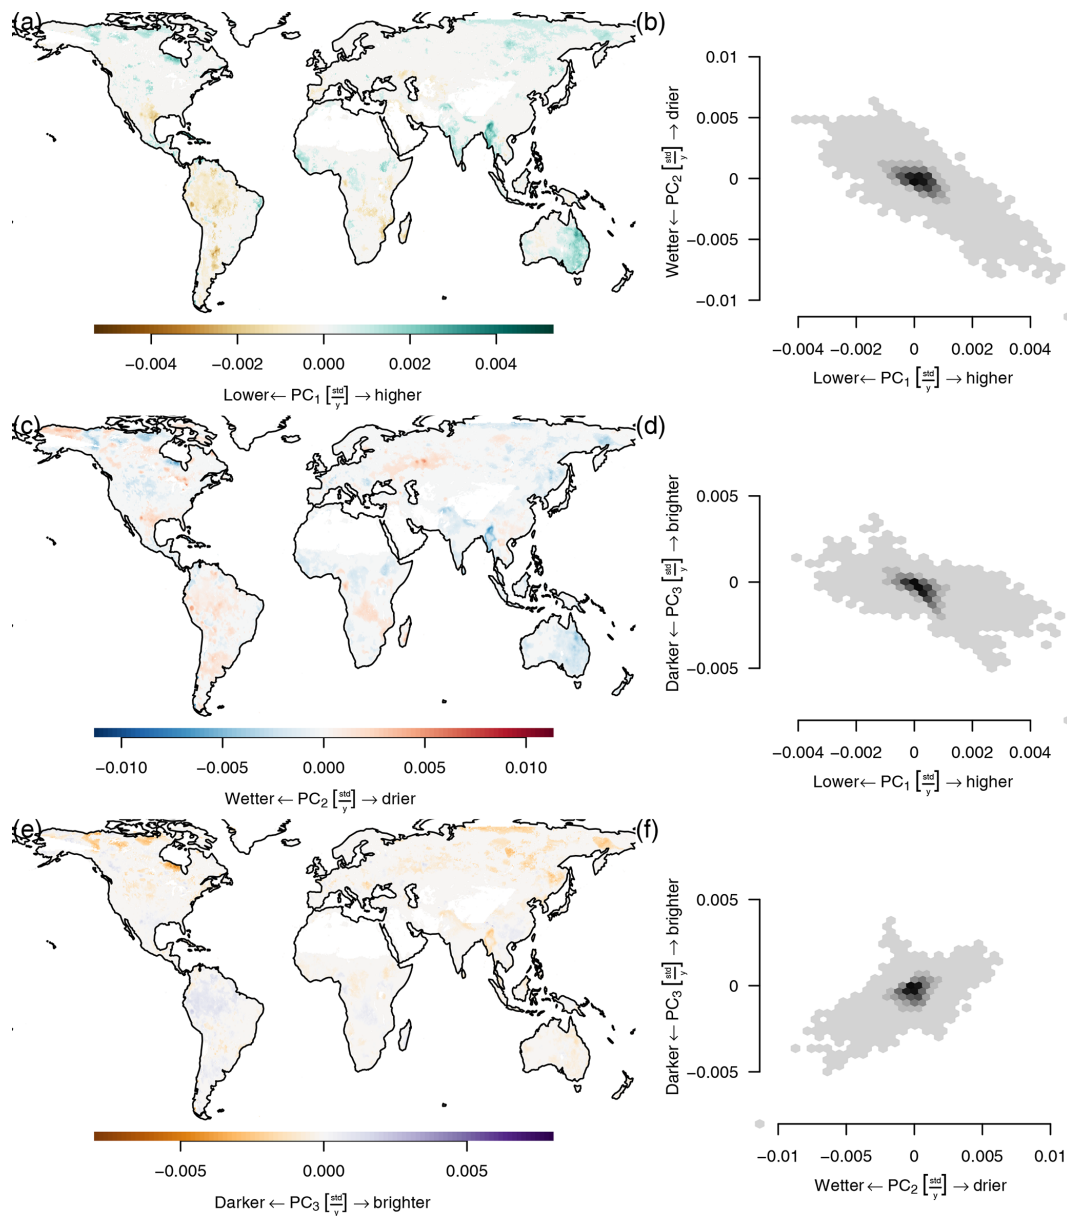 (a)
−0.004 −0.002 0.000 0.002 0.004
Lower← PC₁ [std/y] → higher
(b)
0.01
0.005
0
−0.005
−0.01
Wetter ← PC₂ [std/y] → drier
−0.004 −0.002 0 0.002 0.004
Lower← PC₁ [std/y] → higher
(c)
−0.010 −0.005 0.000 0.005 0.010
Wetter ← PC₂ [std/y] → drier
(d)
0.005
0
−0.005
Darker ← PC₃ [std/y] → brighter
−0.004 −0.002 0 0.002 0.004
Lower← PC₁ [std/y] → higher
(e)
−0.005 0.000 0.005
Darker ← PC₃ [std/y] → brighter
(f)
0.005
0
−0.005
Darker ← PC₃ [std/y] → brighter
−0.01 −0.005 0 0.005 0.01
Wetter ← PC₂ [std/y] → drier